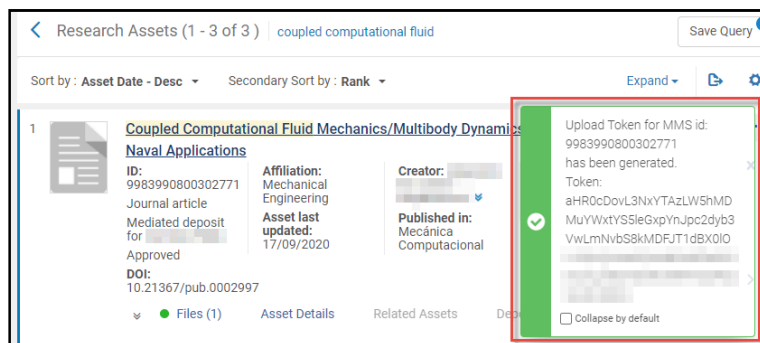 Research Assets (1 - 3 of 3 ) coupled computational fluid
Save Query
Sort by : Asset Date - Desc Secondary Sort by : Rank Expand
1
Coupled Computational Fluid Mechanics/Multibody Dynamics
Naval Applications
ID:
9983990800302771
Journal article
Mediated deposit
for
Approved
DOI:
10.21367/pub.0002997
Affiliation:
Mechanical
Engineering
Asset last
updated:
17/09/2020
Creator:
Published in:
Mecánica
Computacional
Files (1) Asset Details Related Assets
Upload Token for MMS id:
9983990800302771
has been generated.
Token:
aHR0cDovL3NxYTAzLW5hMD
MuYWxtYS5leGxpYnJpc2dyb3
VwLmNvbS8kMDFJT1dBX0lO
Collapse by default